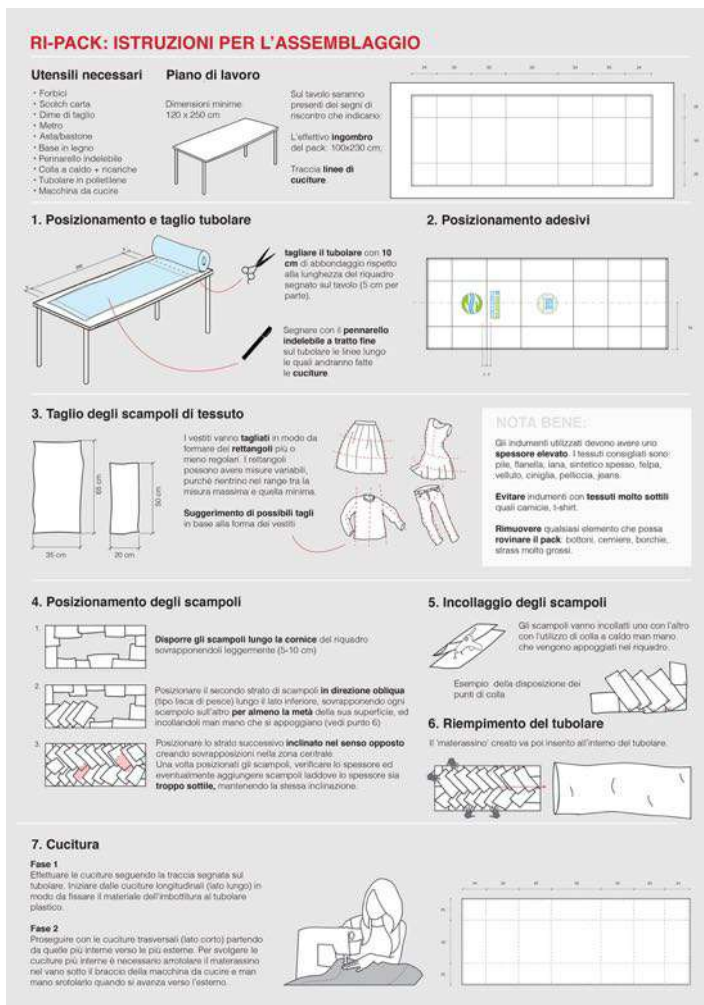 RI-PACK: ISTRUZIONI PER L'ASSEMBLAGGIO
Utensili necessari
• Forbici
• Scotch carta
• Dime di taglio
• Metro
• Asta/bastone
• Base in legno
• Pennarello indelebile
• Colla a caldo + ricariche
• Tubolare in polietilene
• Macchina da cucire
Piano di lavoro
Dimensioni minime:
120 x 250 cm
Sul tavolo saranno
presenti dei segni di
riscontro che indicano:
L'effettivo ingombro
del pack: 100x230 cm;
Traccia linee di
cuciture.
1. Posizionamento e taglio tubolare
tagliare il tubolare con 10
cm di abbondaggio rispetto
alla lunghezza del riquadro
segnato sul tavolo (5 cm per
parte).
Segnare con il pennarello
indelebile a tratto fine
sul tubolare le linee lungo
le quali andranno fatte
le cuciture
2. Posizionamento adesivi
3. Taglio degli scampoli di tessuto
65 cm
50 cm
35 cm
20 cm
I vestiti vanno tagliati in modo da
formare dei rettangoli più o
meno regolari. I rettangoli
possono avere misure variabili,
purché rientrino nel range tra la
misura massima e quella minima.
Suggerimento di possibili tagli
in base alla forma dei vestiti
NOTA BENE:
Gli indumenti utilizzati devono avere uno
spessore elevato. I tessuti consigliati sono:
pile, flanella, lana, sintetico spesso, felpa,
velluto, ciniglia, pelliccia, jeans.
Evitare indumenti con tessuti molto sottili
quali camicie, t-shirt.
Rimuovere qualsiasi elemento che possa
rovinare il pack: bottoni, cerniere, borchie,
strass molto grossi.
4. Posizionamento degli scampoli
1.
Disporre gli scampoli lungo la cornice del riquadro
sovrapponendoli leggermente (5-10 cm)
2.
Posizionare il secondo strato di scampoli in direzione obliqua
(tipo lisca di pesce) lungo il lato inferiore, sovrapponendo ogni
scampolo sull'altro per almeno la metà della sua superficie, ed
incollandoli man mano che si appoggiano (vedi punto 6)
3.
Posizionare lo strato successivo inclinato nel senso opposto
creando sovrapposizioni nella zona centrale.
Una volta posizionati gli scampoli, verificare lo spessore ed
eventualmente aggiungere scampoli laddove lo spessore sia
troppo sottile, mantenendo la stessa inclinazione.
5. Incollaggio degli scampoli
Gli scampoli vanno incollati uno con l'altro
con l'utilizzo di colla a caldo man mano
che vengono appoggiati nel riquadro.
Esempio della disposizione dei
punti di colla
6. Riempimento del tubolare
Il 'materassino' creato va poi inserito all'interno del tubolare.
7. Cucitura
Fase 1
Effettuare le cuciture seguendo la traccia segnata sul
tubolare. Iniziare dalle cuciture longitudinali (lato lungo) in
modo da fissare il materiale dell'imbottitura al tubolare
plastico.
Fase 2
Proseguire con le cuciture trasversali (lato corto) partendo
da quelle più interne verso le più esterne. Per svolgere le
cuciture più interne è necessario arrotolare il materassino
nel vano sotto il braccio della macchina da cucire e man
mano srotolarlo quando si avanza verso l'esterno.